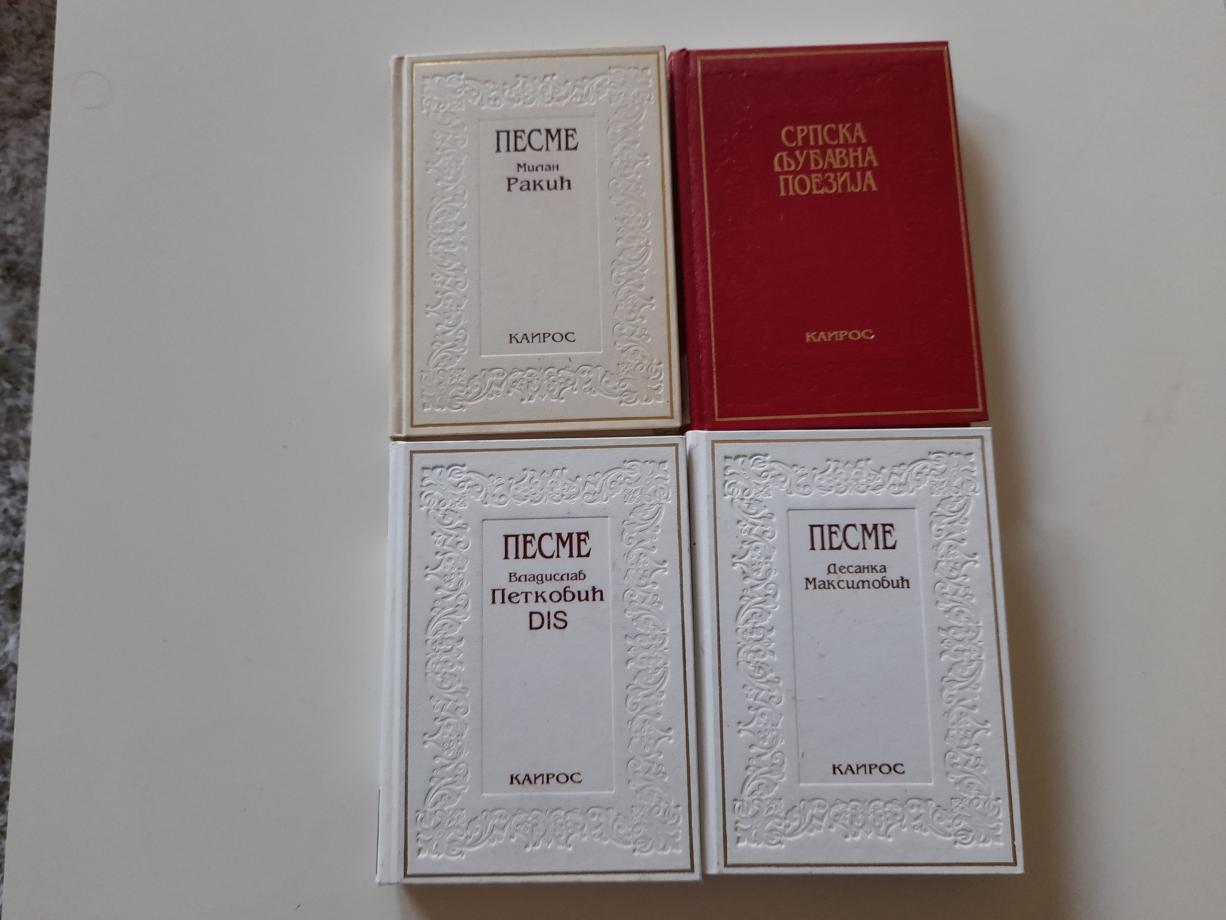 ПЕСМЕ
Милан
Ракић
КАИРОС
СРПСКА
ЉУБАВНА
ПОЕЗИЈА
КАИРОС
ПЕСМЕ
Владислав
Петковић
DIS
КАИРОС
ПЕСМЕ
Десанка
Максимовић
КАИРОС